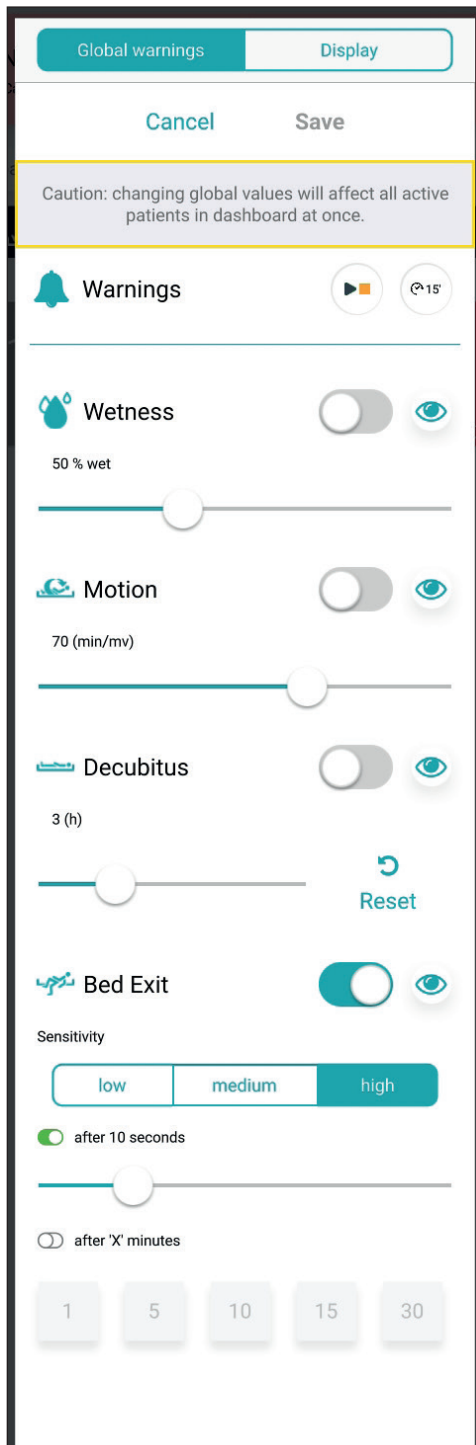 Global warnings
Display
Cancel
Save
Caution: changing global values will affect all active
patients in dashboard at once.
Warnings
15'
Wetness
50 % wet
Motion
70 (min/mv)
Decubitus
3 (h)
Reset
Bed Exit
Sensitivity
low
medium
high
after 10 seconds
after 'X' minutes
1
5
10
15
30